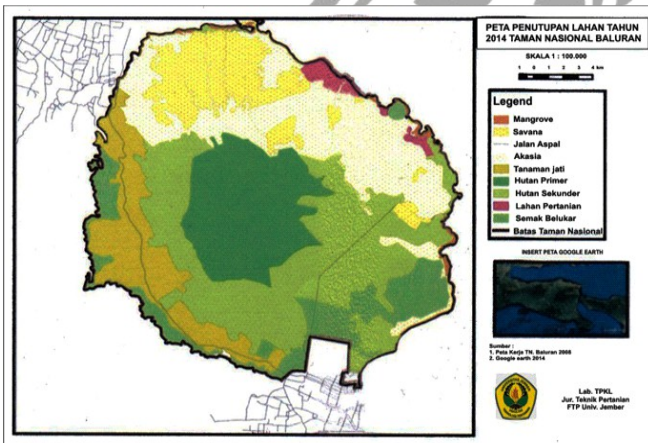 PETA PENUTUPAN LAHAN TAHUN
2014 TAMAN NASIONAL BALURAN
SKALA 1 : 100.000
1 0 1 2 3 4 km
Legend
Mangrove
Savana
Jalan Aspal
Akasia
Tanaman jati
Hutan Primer
Hutan Sekunder
Lahan Pertanian
Semak Belukar
Batas Taman Nasional
INSERT PETA GOOGLE EARTH
Sumber :
1. Peta Kerja TN. Baluran 2008
2. Google earth 2014
Lab. TPKL
Jur. Teknik Pertanian
FTP Univ. Jember